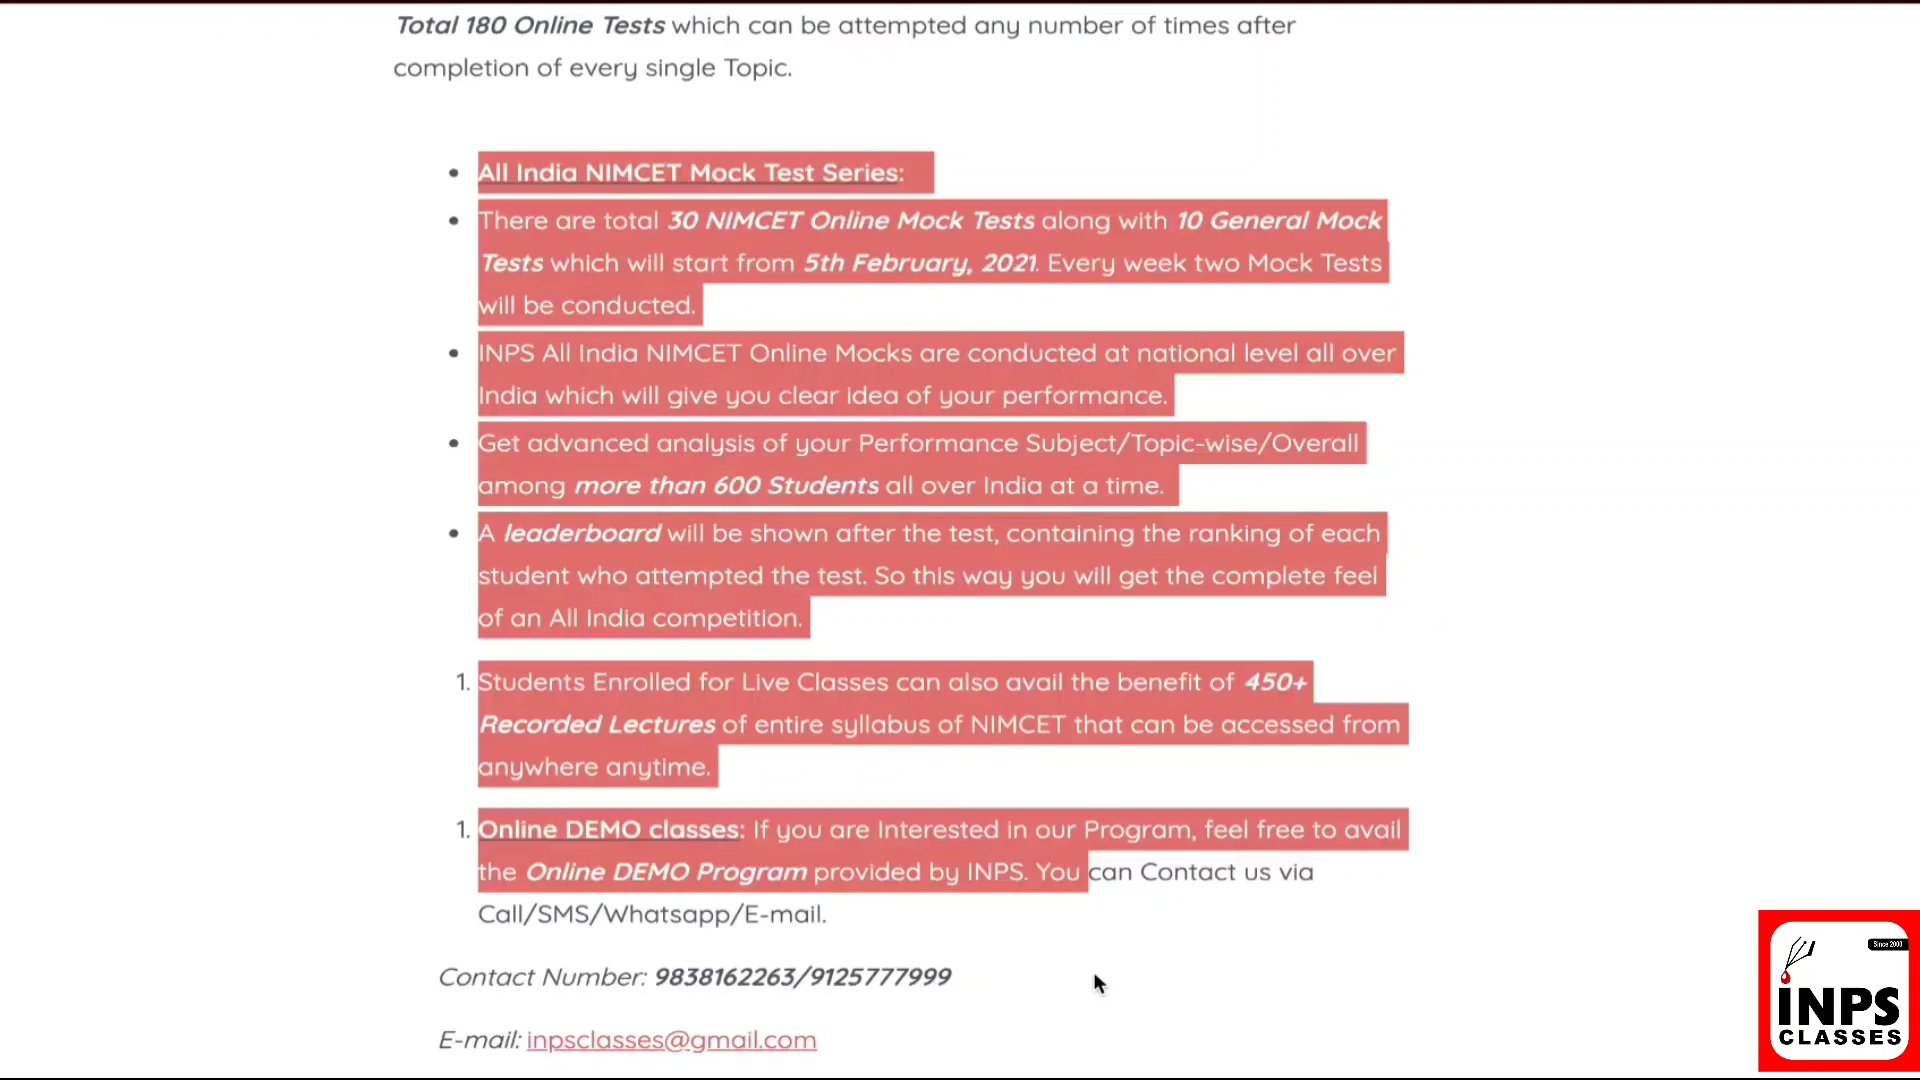 Total 180 Online Tests which can be attempted any number of times after
completion of every single Topic.
• All India NIMCET Mock Test Series:
• There are total 30 NIMCET Online Mock Tests along with 10 General Mock
Tests which will start from 5th February, 2021. Every week two Mock Tests
will be conducted.
• INPS All India NIMCET Online Mocks are conducted at national level all over
India which will give you clear idea of your performance.
• Get advanced analysis of your Performance Subject/Topic-wise/Overall
among more than 600 Students all over India at a time.
• A leaderboard will be shown after the test, containing the ranking of each
student who attempted the test. So this way you will get the complete feel
of an All India competition.
1. Students Enrolled for Live Classes can also avail the benefit of 450+
Recorded Lectures of entire syllabus of NIMCET that can be accessed from
anywhere anytime.
1. Online DEMO classes: If you are Interested in our Program, feel free to avail
the Online DEMO Program provided by INPS. You can Contact us via
Call/SMS/Whatsapp/E-mail.
Contact Number: 9838162263/9125777999
E-mail: inpsclasses@gmail.com
Since 2000
iNPS
CLASSES